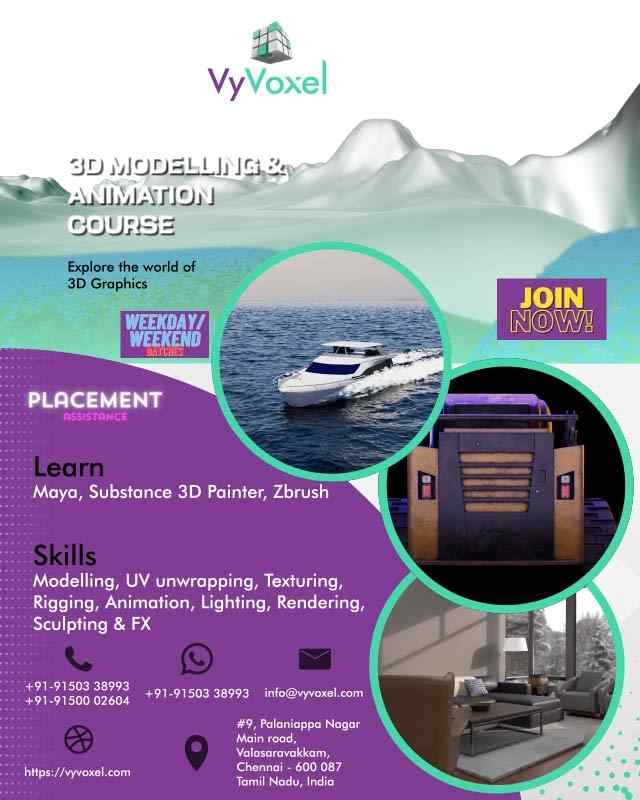 VyVoxel
3D MODELLING &
ANIMATION
COURSE
Explore the world of
3D Graphics
WEEKDAY/
WEEKEND
BATCHES
JOIN
NOW!
PLACEMENT
ASSISTANCE
Learn
Maya, Substance 3D Painter, Zbrush
Skills
Modelling, UV unwrapping, Texturing,
Rigging, Animation, Lighting, Rendering,
Sculpting & FX
+91-91503 38993
+91-91500 02604
+91-91503 38993
info@vyvoxel.com
https://vyvoxel.com
#9, Palaniappa Nagar
Main road,
Valasaravakkam,
Chennai - 600 087
Tamil Nadu, India